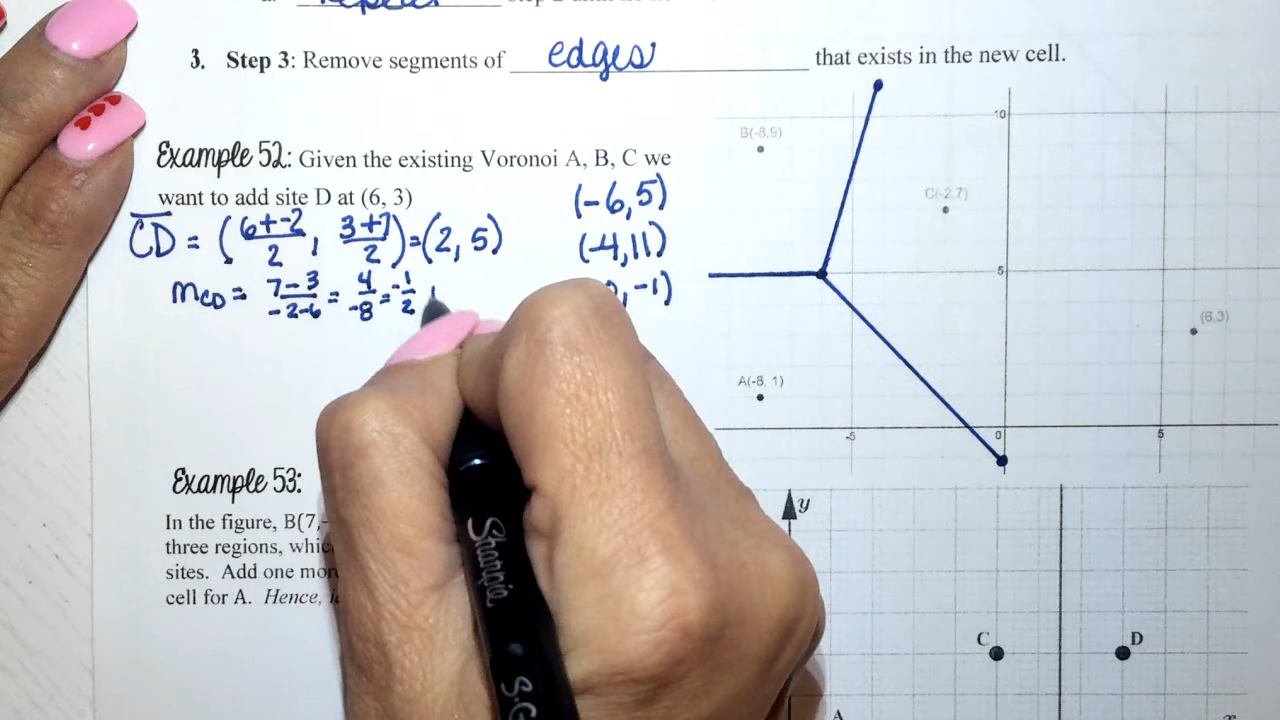 repeat
3. Step 3: Remove segments of edges that exists in the new cell.
Example 52: Given the existing Voronoi A, B, C we
want to add site D at (6, 3)
CD = (6+-2/2, 3+7/2) = (2, 5)
mCD = 7-3/-2-6 = 4/-8 = -1/2
(-6,5)
(-4,11)
,-1)
B(-8,9)
C(-2,7)
(6,3)
A(-8, 1)
10
5
-5
0
5
Example 53:
In the figure, B(7,
three regions,
sites. Add one
cell for A. Hence,
Sharpie
S.G
y
C
D
A
x